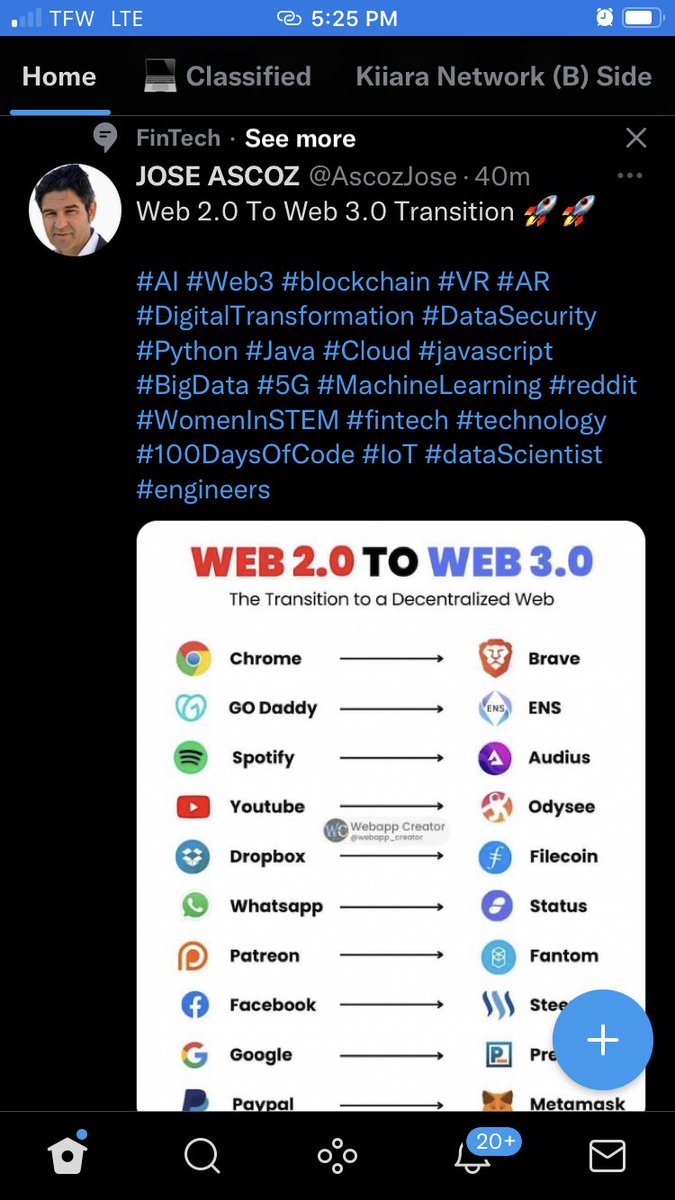 TFW LTE 5:25 PM
Home Classified Kiiara Network (B) Side
FinTech · See more
JOSE ASCOZ @AscozJose · 40m
Web 2.0 To Web 3.0 Transition 🚀 🚀
#AI #Web3 #blockchain #VR #AR
#DigitalTransformation #DataSecurity
#Python #Java #Cloud #javascript
#BigData #5G #MachineLearning #reddit
#WomenInSTEM #fintech #technology
#100DaysOfCode #IoT #dataScientist
#engineers
WEB 2.0 TO WEB 3.0
The Transition to a Decentralized Web
Chrome Brave
GO Daddy ENS ENS
Spotify Audius
Youtube Odysee
WC Webapp Creator
@webapp_creator
Dropbox Filecoin
Whatsapp Status
Patreon Fantom
Facebook
Google
Paypal Metamask
20+